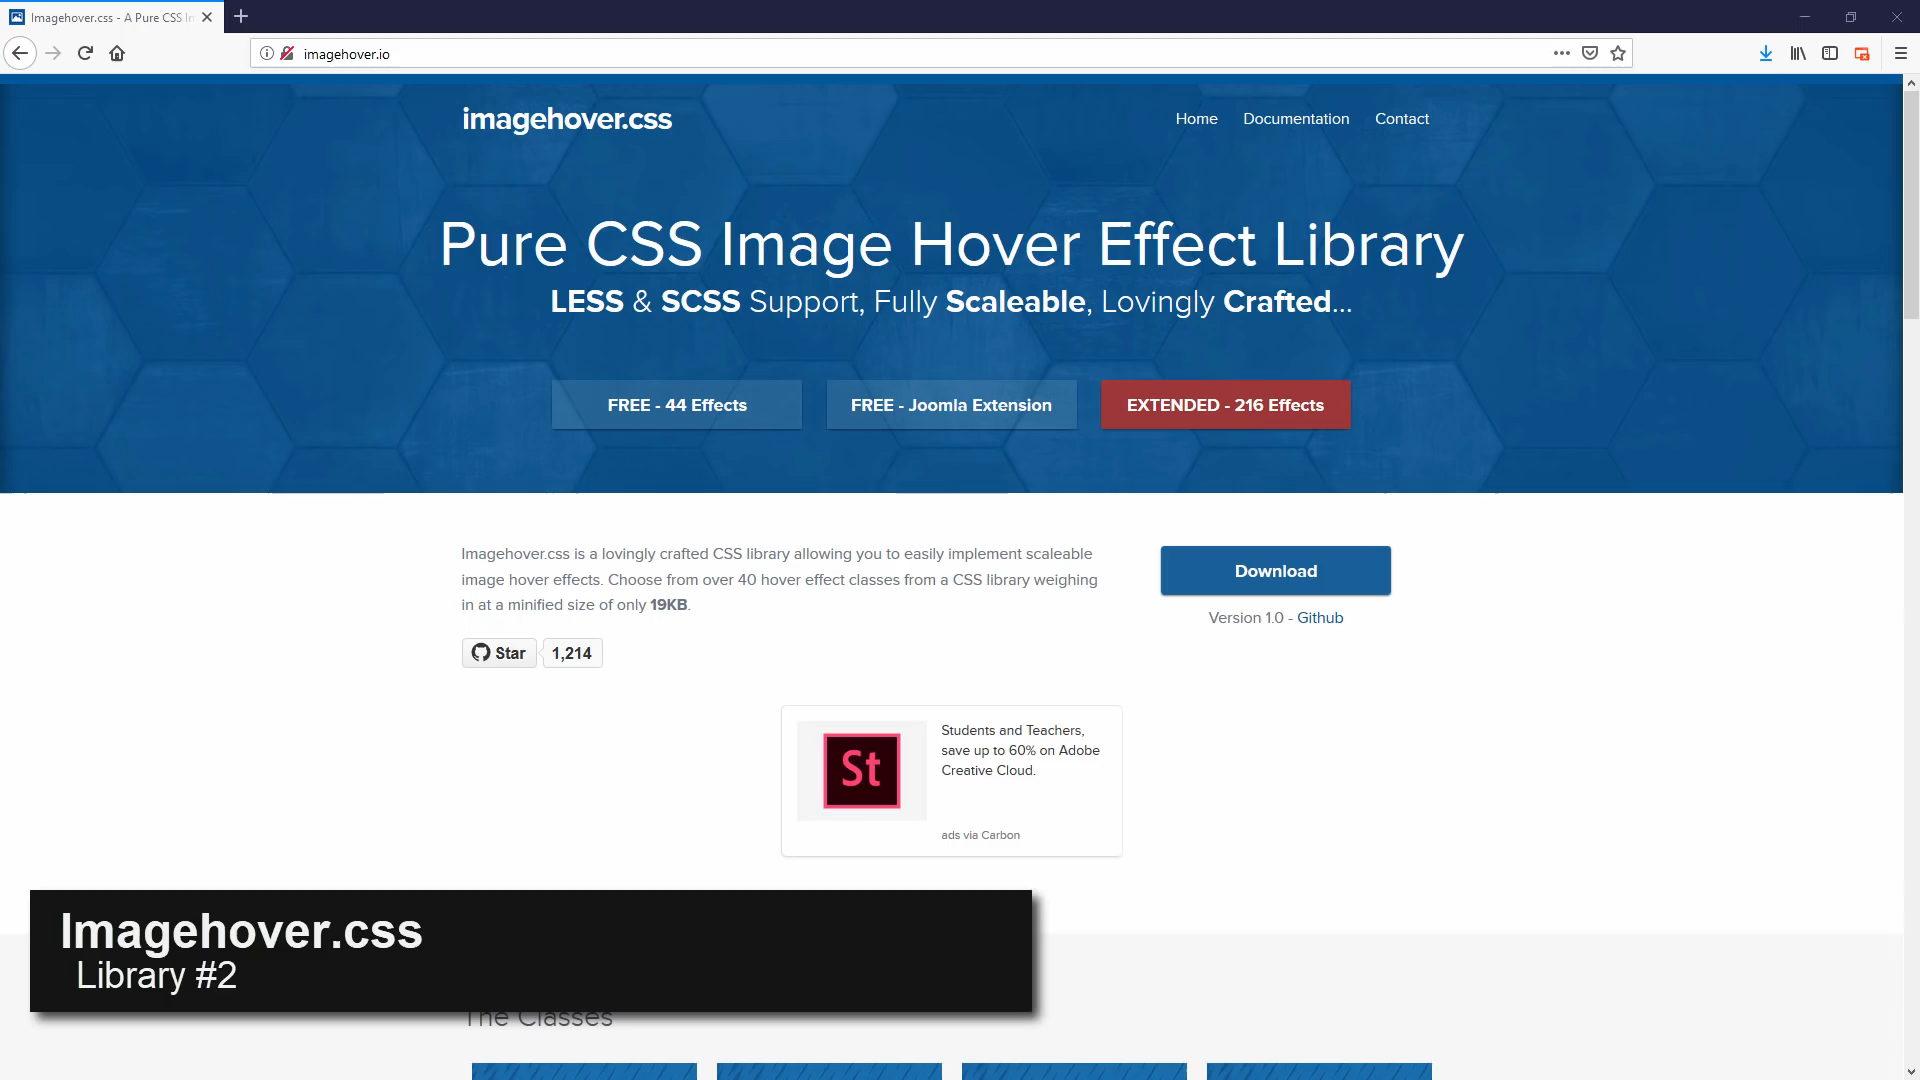 Imagehover.css - A Pure CSS I
imagehover.io
imagehover.css
Home
Documentation
Contact
Pure CSS Image Hover Effect Library
LESS & SCSS Support, Fully Scaleable, Lovingly Crafted...
FREE - 44 Effects
FREE - Joomla Extension
EXTENDED - 216 Effects
Imagehover.css is a lovingly crafted CSS library allowing you to easily implement scaleable
image hover effects. Choose from over 40 hover effect classes from a CSS library weighing
in at a minified size of only 19KB.
Download
Version 1.0 - Github
Star
1,214
St
Students and Teachers,
save up to 60% on Adobe
Creative Cloud.
ads via Carbon
Imagehover.css
Library #2
The Classes